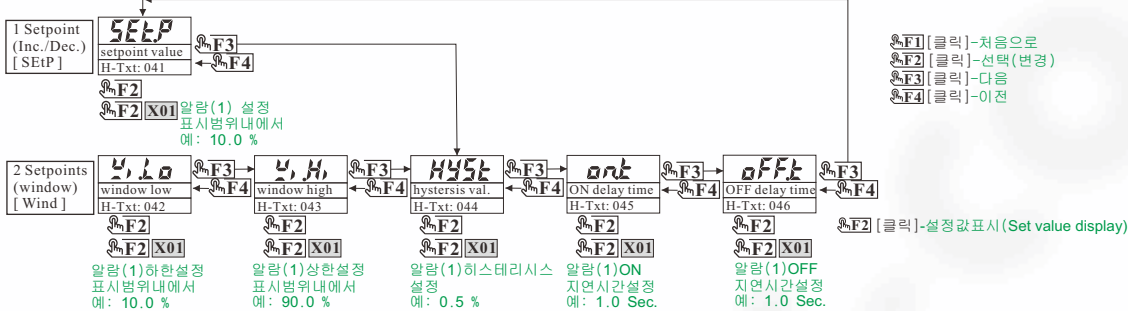 1 Setpoint
(Inc./Dec.)
[ SEtP ]
SEt.P
setpoint value
H-Txt: 041
F3
F4
F2
F2 X01
알람(1) 설정
표시범위내에서
예: 10.0 %
F1 [클릭]-처음으로
F2 [클릭]-선택(변경)
F3 [클릭]-다음
F4 [클릭]-이전
2 Setpoints
(window)
[ Wind ]
window low
H-Txt: 042
F3
F4
F2
F2 X01
알람(1)하한설정
표시범위내에서
예: 10.0 %
window high
H-Txt: 043
F3
F4
F2
F2 X01
알람(1)상한설정
표시범위내에서
예: 90.0 %
HYSt
hystersis val.
H-Txt: 044
F3
F4
F2
F2 X01
알람(1)히스테리시스
설정
예: 0.5 %
on.t
ON delay time
H-Txt: 045
F3
F4
F2
F2 X01
알람(1)ON
지연시간설정
예: 1.0 Sec.
oFF.t
OFF delay time
H-Txt: 046
F3
F4
F2
F2 X01
알람(1)OFF
지연시간설정
예: 1.0 Sec.
F2 [클릭]-설정값표시(Set value display)